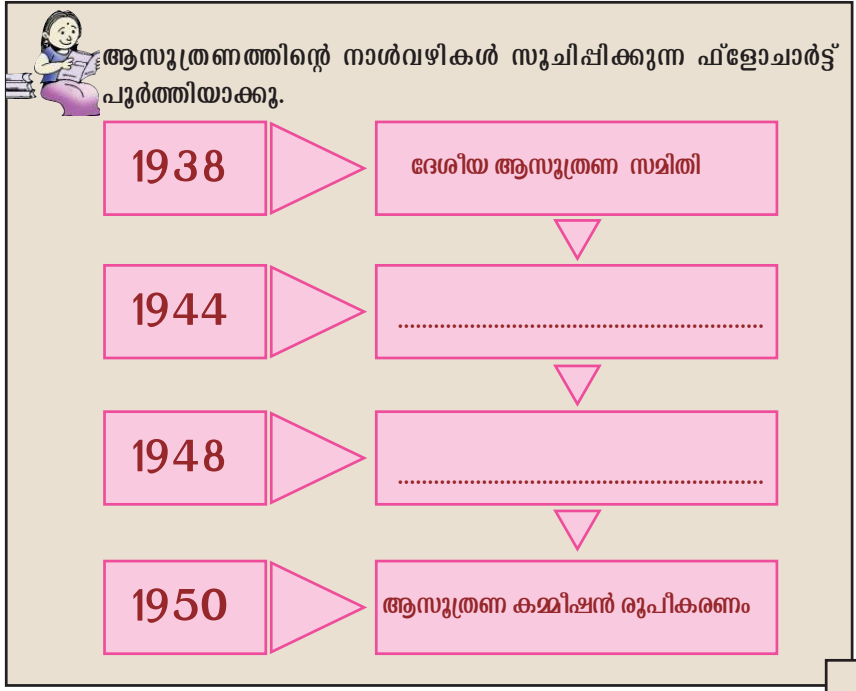 ആസൂത്രണത്തിന്റെ നാൾവഴികൾ സൂചിപ്പിക്കുന്ന ഫ്ളോചാർട്ട്
പൂർത്തിയാക്കൂ.
1938
ദേശീയ ആസൂത്രണ സമിതി
1944
..............................................................
1948
..............................................................
1950
ആസൂത്രണ കമ്മീഷൻ രൂപീകരണം